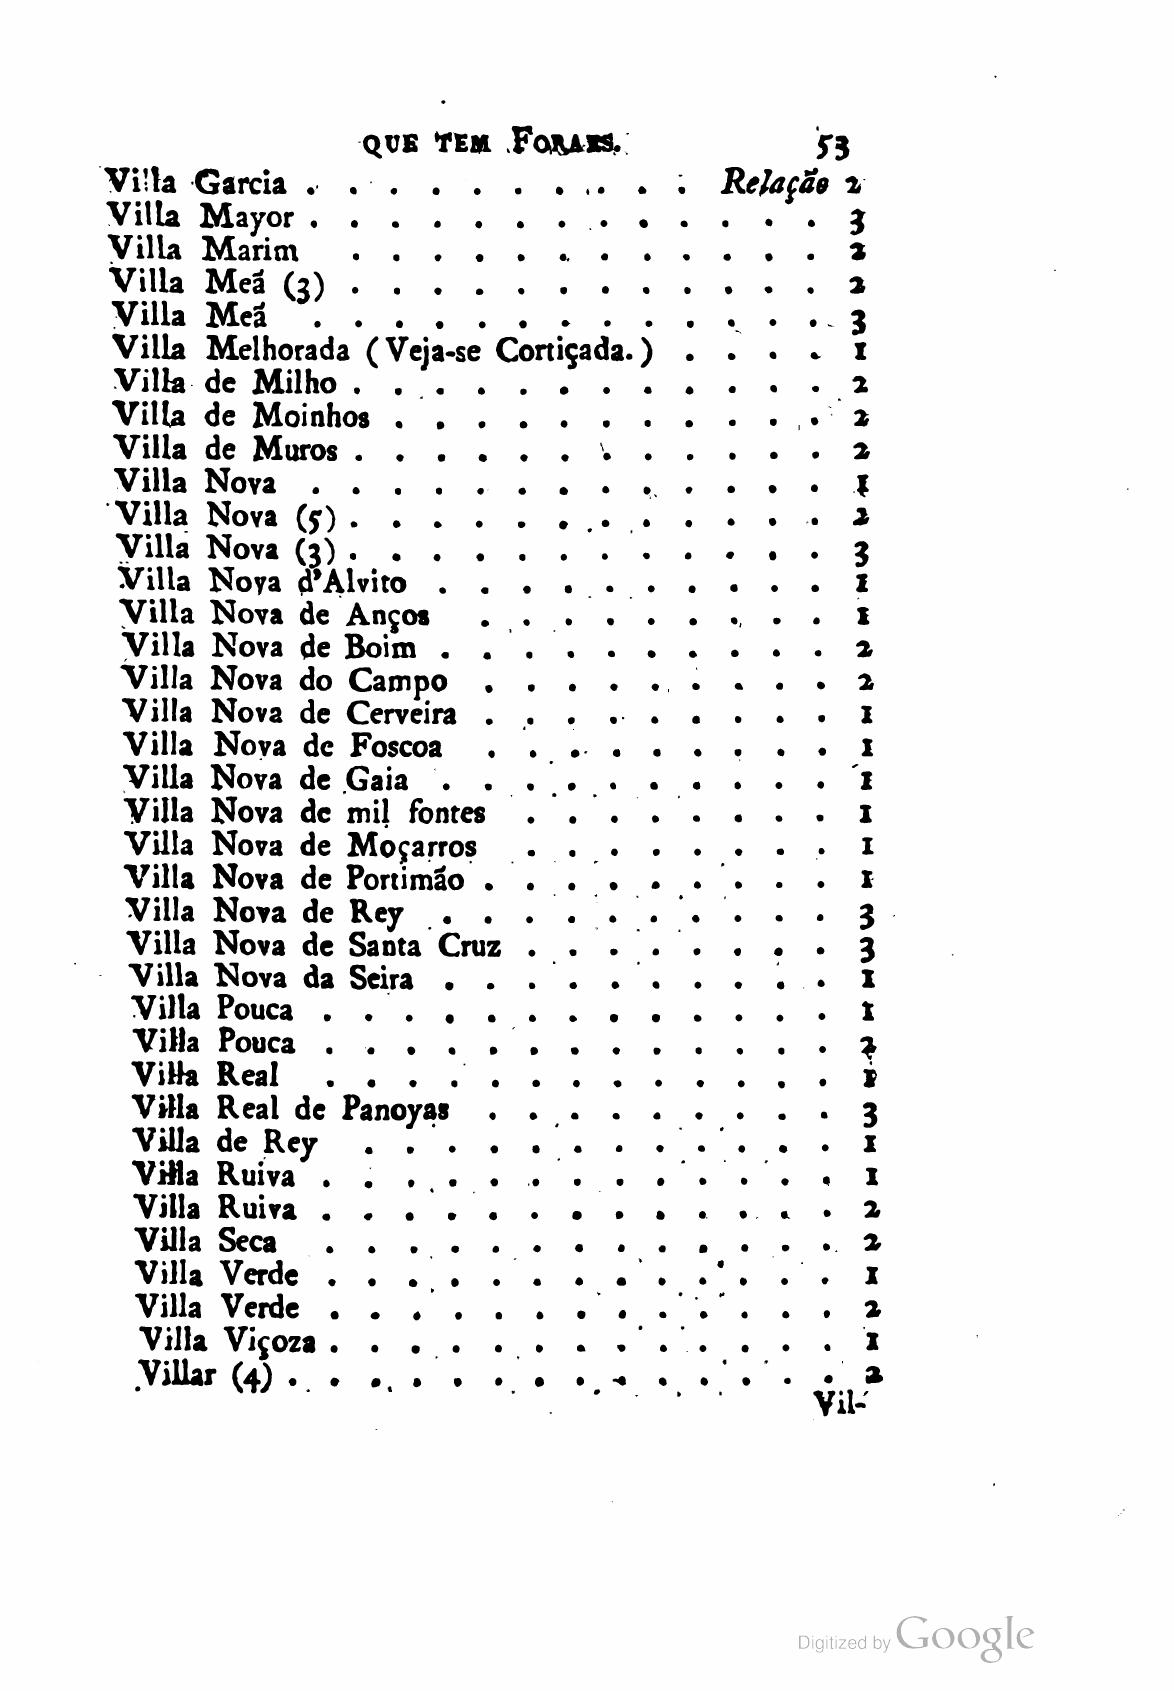 QUE TEM FORAES. 53
Villa Garcia . . . . . . . . . . Relação 2
Villa Mayor . . . . . . . . . . . . . 3
Villa Marim . . . . . . . . . . . . 2
Villa Meã (3) . . . . . . . . . . . . 2
Villa Meã . . . . . . . . . . . . . 3
Villa Melhorada (Veja-se Cortiçada.) . . . . 1
Villa de Milho . . . . . . . . . . . . 2
Villa de Moinhos . . . . . . . . . . . 2
Villa de Muros . . . . . . . . . . . . 2
Villa Nova . . . . . . . . . . . . . 1
Villa Nova (5) . . . . . . . . . . . . 2
Villa Nova (3) . . . . . . . . . . . . 3
Villa Nova d'Alvito . . . . . . . . . . 1
Villa Nova de Anços . . . . . . . . . 1
Villa Nova de Boim . . . . . . . . . . 2
Villa Nova do Campo . . . . . . . . . 2
Villa Nova de Cerveira . . . . . . . . . 1
Villa Nova de Foscoa . . . . . . . . . 1
Villa Nova de Gaia . . . . . . . . . . 1
Villa Nova de mil fontes . . . . . . . . 1
Villa Nova de Moçarros . . . . . . . . 1
Villa Nova de Portimão . . . . . . . . . 1
Villa Nova de Rey . . . . . . . . . . 3
Villa Nova de Santa Cruz . . . . . . . . 3
Villa Nova da Seira . . . . . . . . . . 1
Villa Pouca . . . . . . . . . . . . . 1
Villa Pouca . . . . . . . . . . . . . 2
Villa Real . . . . . . . . . . . . . 1
Villa Real de Panoyas . . . . . . . . . 3
Villa de Rey . . . . . . . . . . . . 1
Villa Ruiva . . . . . . . . . . . . . 1
Villa Ruiva . . . . . . . . . . . . . 2
Villa Seca . . . . . . . . . . . . . 2
Villa Verde . . . . . . . . . . . . . 1
Villa Verde . . . . . . . . . . . . . 2
Villa Viçoza . . . . . . . . . . . . . 1
Villar (4) . . . . . . . . . . . . . . 2
Vil-
Digitized by Google